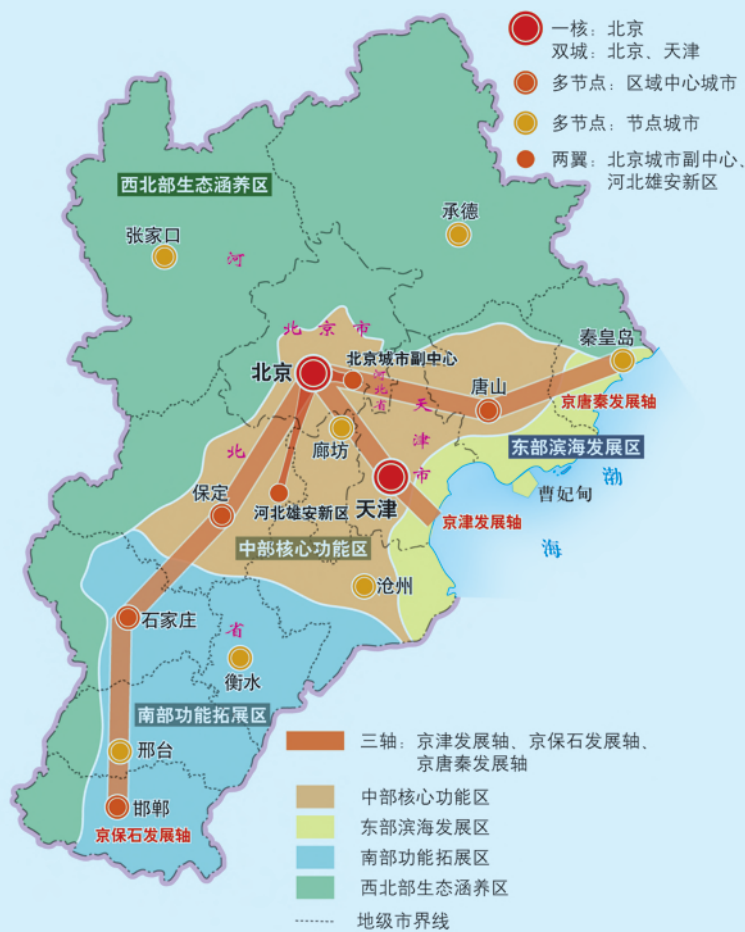 一核：北京
双城：北京、天津
多节点：区域中心城市
多节点：节点城市
两翼：北京城市副中心、
河北雄安新区
西北部生态涵养区
承德
张家口
河
北京市
秦皇岛
北京城市副中心
北京
河北省
唐山
京唐秦发展轴
天津市
廊坊
北
东部滨海发展区
渤
保定
曹妃甸
河北雄安新区
天津
京津发展轴
海
中部核心功能区
沧州
石家庄
省
衡水
南部功能拓展区
邢台
邯郸
京保石发展轴
三轴：京津发展轴、京保石发展轴、
京唐秦发展轴
中部核心功能区
东部滨海发展区
南部功能拓展区
西北部生态涵养区
地级市界线